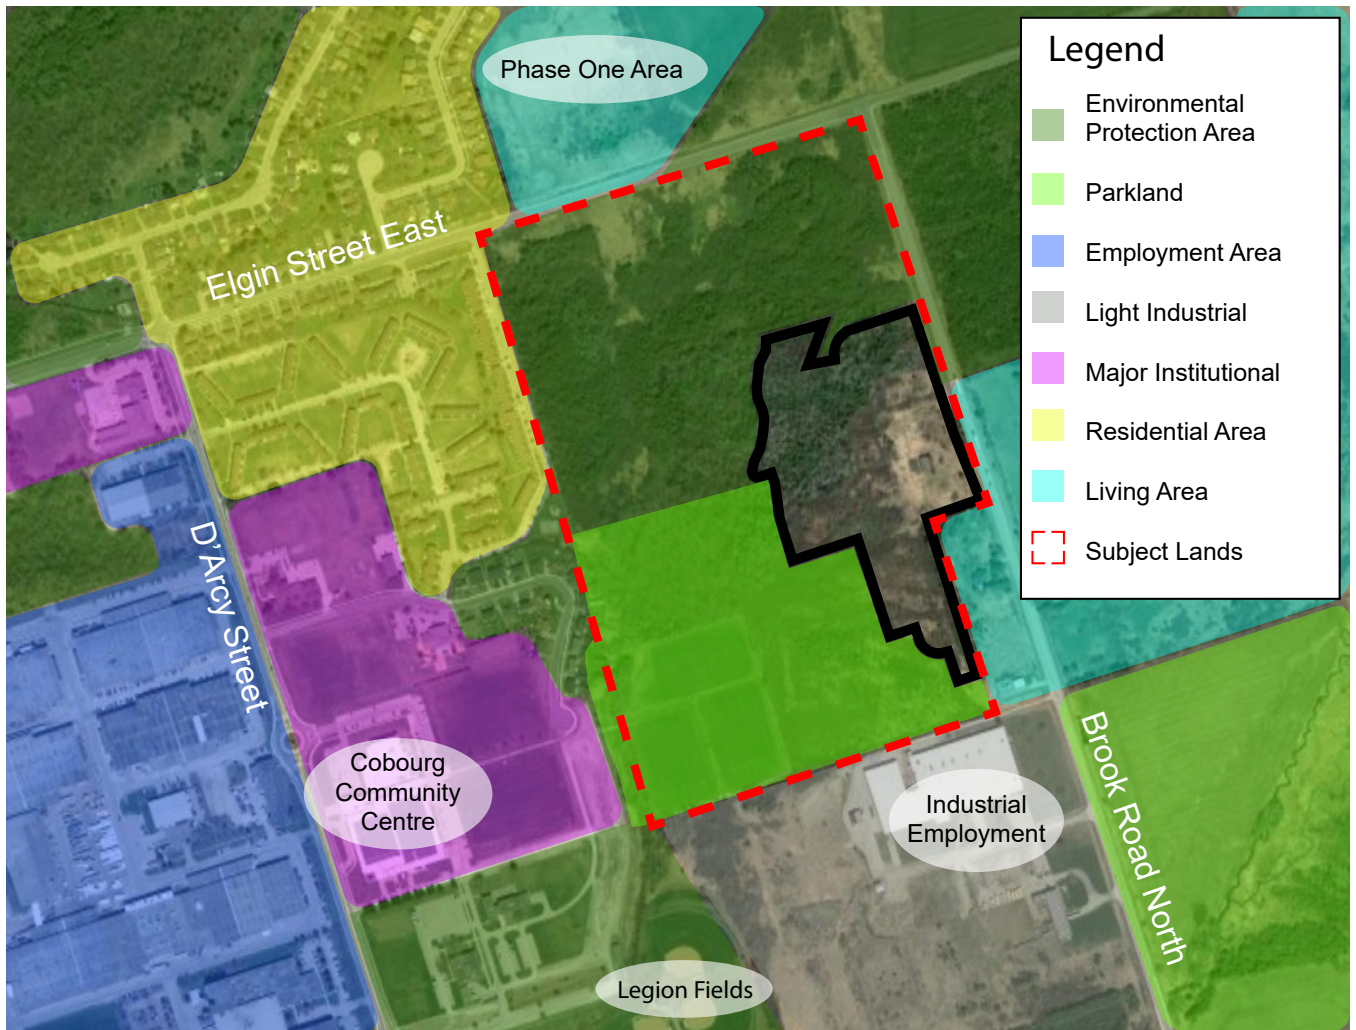 Phase One Area
Elgin Street East
D'Arcy Street
Cobourg
Community
Centre
Legion Fields
Industrial
Employment
Brook Road North
Legend
Environmental
Protection Area
Parkland
Employment Area
Light Industrial
Major Institutional
Residential Area
Living Area
Subject Lands